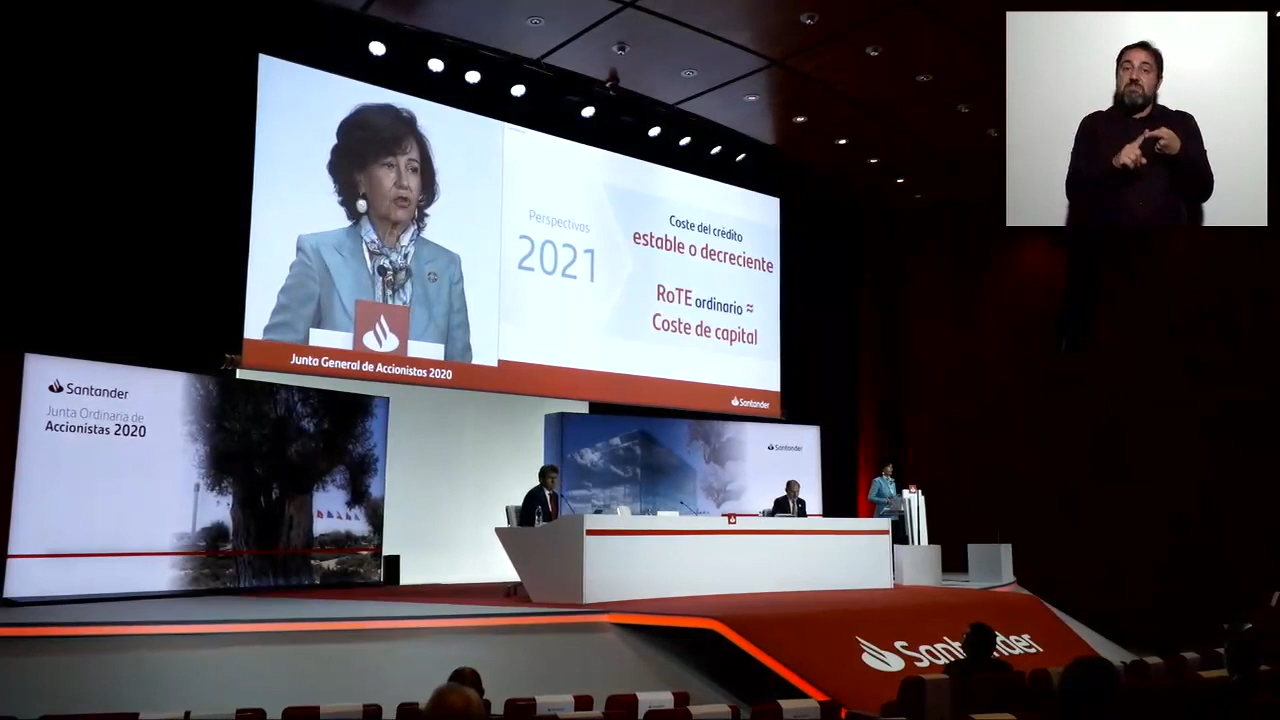 Perspectivas
2021
Coste del crédito
estable o decreciente
RoTE ordinario ≈
Coste de capital
Junta General de Accionistas 2020
Santander
Santander
Junta Ordinaria de
Accionistas 2020
Santander
Santander